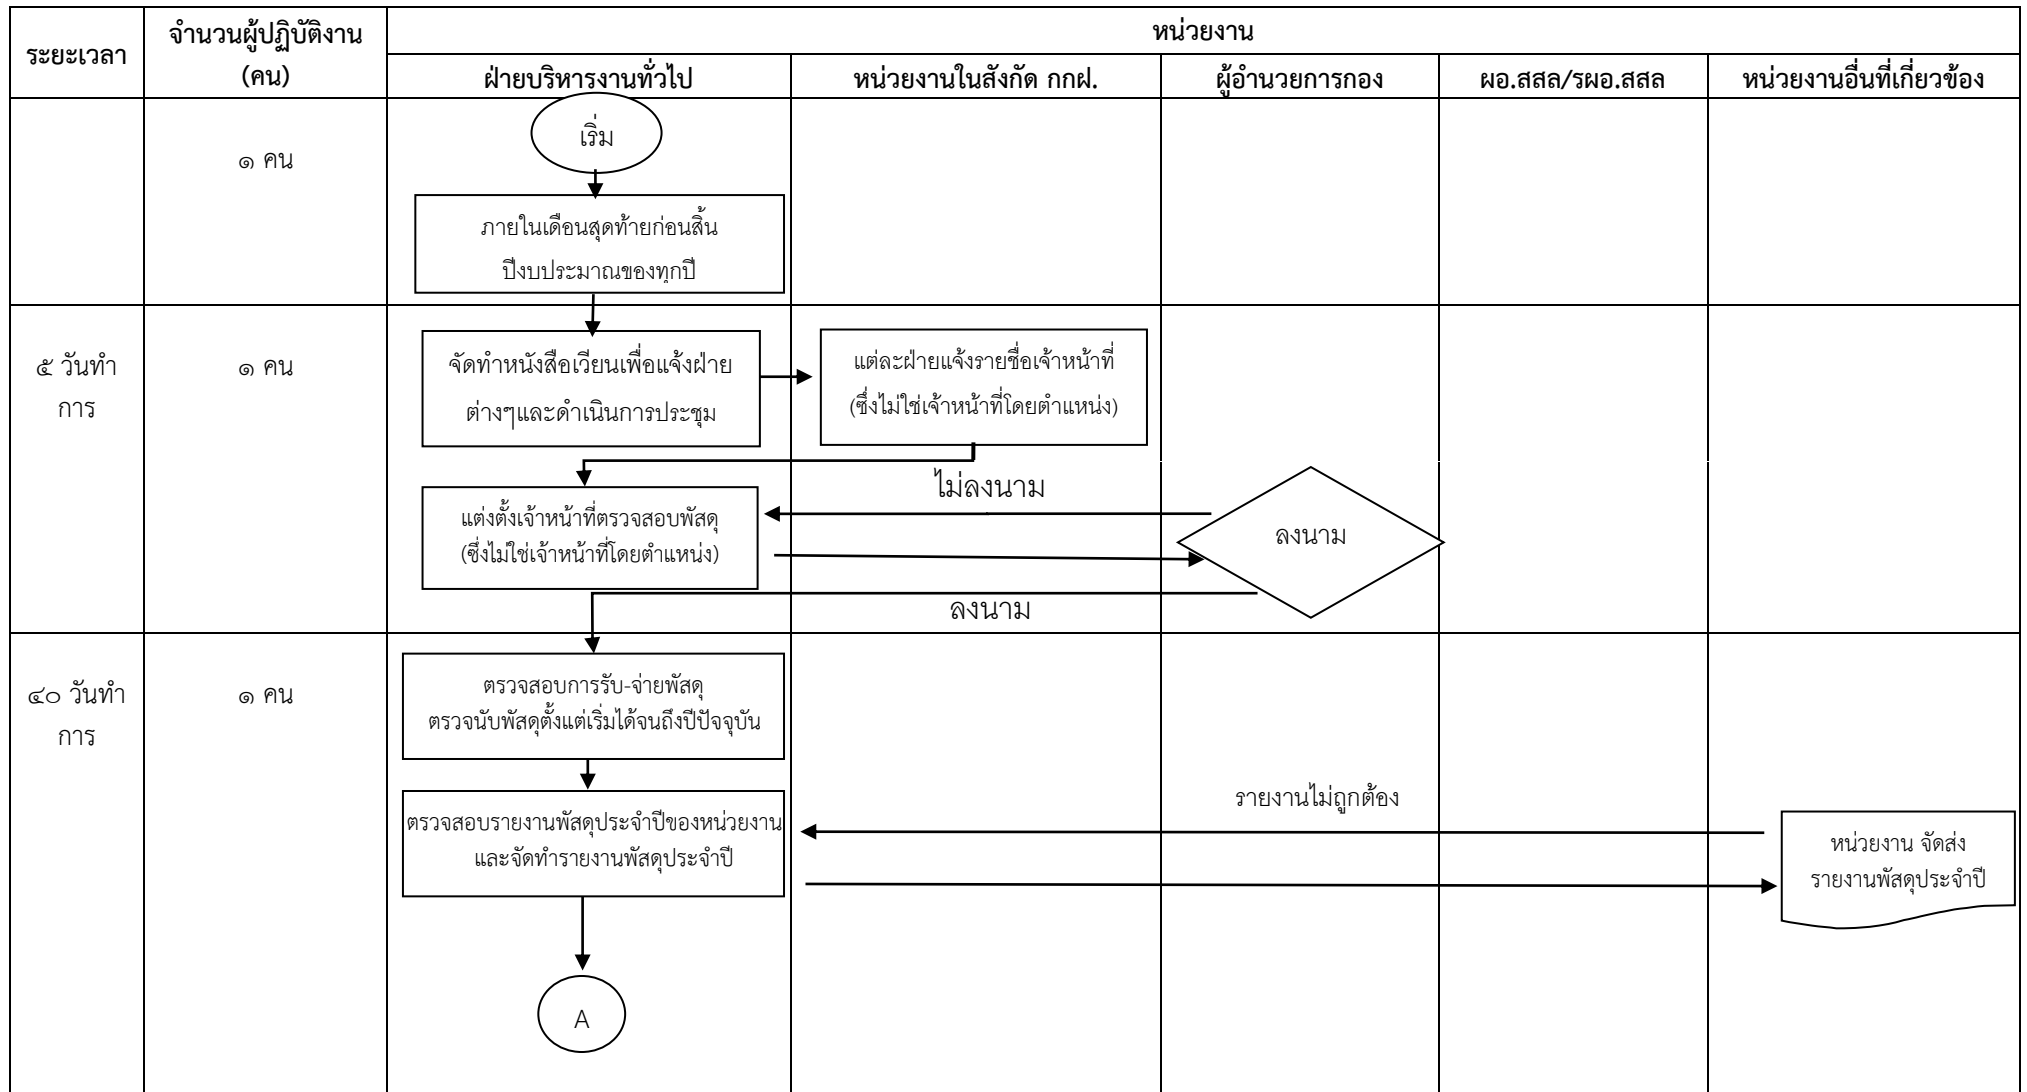 ระยะเวลา
จำนวนผู้ปฏิบัติงาน
(คน)
หน่วยงาน
ฝ่ายบริหารงานทั่วไป
หน่วยงานในสังกัด กกฝ.
ผู้อำนวยการกอง
ผอ.สสล/รผอ.สสล
หน่วยงานอื่นที่เกี่ยวข้อง
๑ คน
เริ่ม
ภายในเดือนสุดท้ายก่อนสิ้น
ปีงบประมาณของทุกปี
๕ วันทำ
การ
๑ คน
จัดทำหนังสือเวียนเพื่อแจ้งฝ่าย
ต่างๆและดำเนินการประชุม
แต่ละฝ่ายแจ้งรายชื่อเจ้าหน้าที่
(ซึ่งไม่ใช่เจ้าหน้าที่โดยตำแหน่ง)
ไม่ลงนาม
แต่งตั้งเจ้าหน้าที่ตรวจสอบพัสดุ
(ซึ่งไม่ใช่เจ้าหน้าที่โดยตำแหน่ง)
ลงนาม
ลงนาม
๔๐ วันทำ
การ
๑ คน
ตรวจสอบการรับ-จ่ายพัสดุ
ตรวจนับพัสดุตั้งแต่เริ่มได้จนถึงปีปัจจุบัน
รายงานไม่ถูกต้อง
ตรวจสอบรายงานพัสดุประจำปีของหน่วยงาน
และจัดทำรายงานพัสดุประจำปี
หน่วยงาน จัดส่ง
รายงานพัสดุประจำปี
A